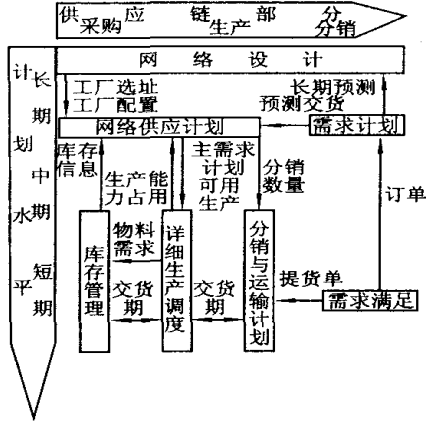 供应链部分
采购 生产 分销
网络设计
计划水平
长期 中期 短期
工厂选址
工厂配置
长期预测
预测交货
网络供应计划
需求计划
库存
信息
生产能
力占用
主需求
计划
可用
生产
分销
数量
订单
物料
需求
库存管理
详细生产调度
分销与运输计划
交货
期
交货
期
提货单
需求满足